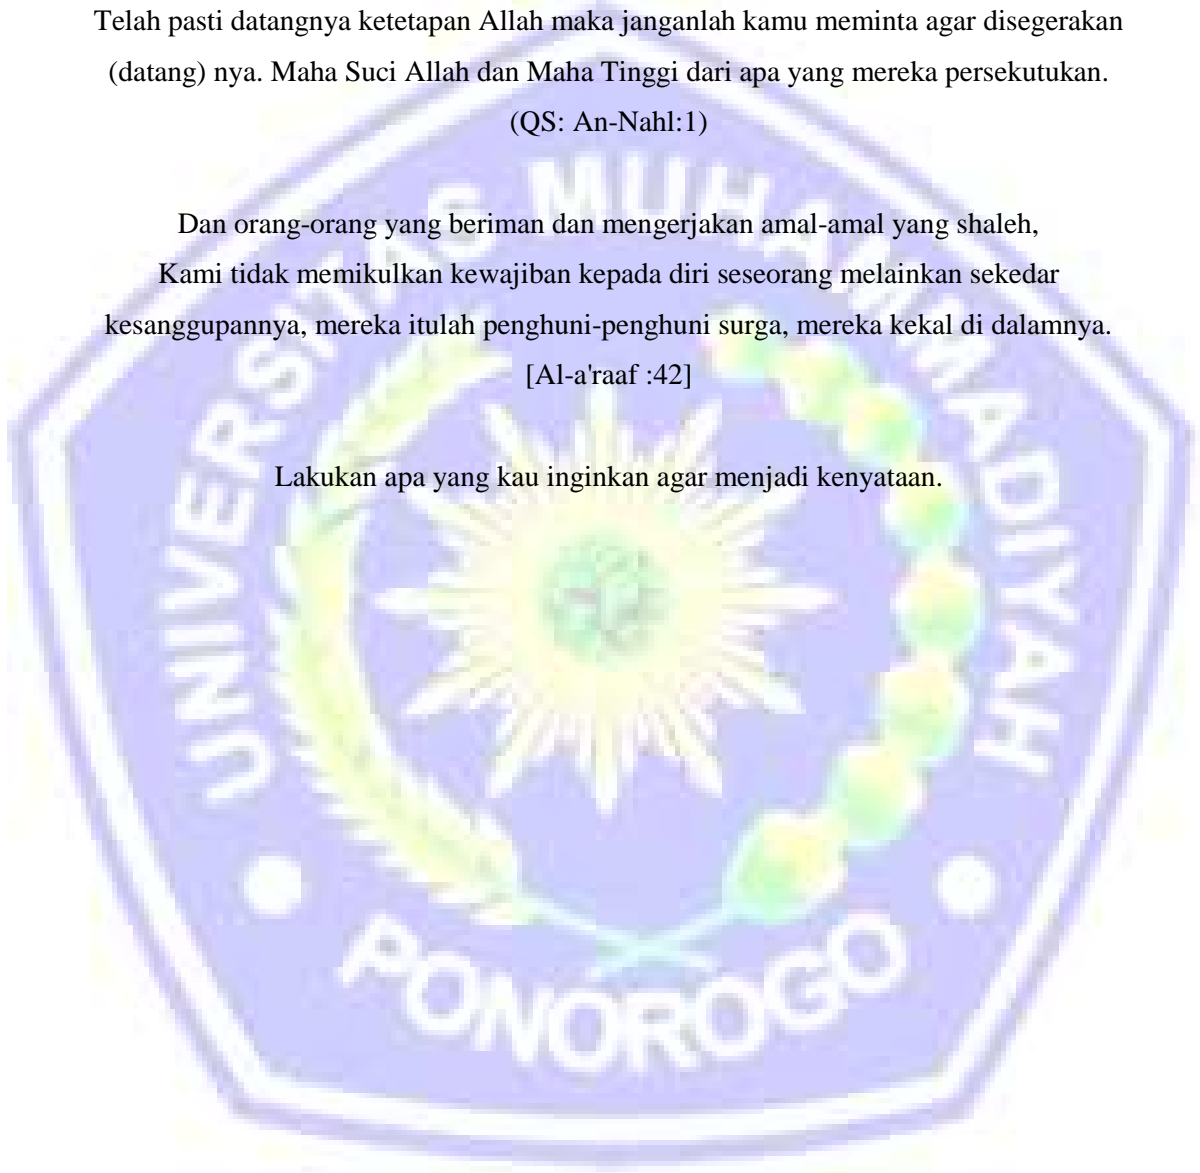 Telah pasti datangnya ketetapan Allah maka janganlah kamu meminta agar disegerakan
(datang) nya. Maha Suci Allah dan Maha Tinggi dari apa yang mereka persekutukan.
(QS: An-Nahl:1)
Dan orang-orang yang beriman dan mengerjakan amal-amal yang shaleh,
Kami tidak memikulkan kewajiban kepada diri seseorang melainkan sekedar
kesanggupannya, mereka itulah penghuni-penghuni surga, mereka kekal di dalamnya.
[Al-a'raaf :42]
Lakukan apa yang kau inginkan agar menjadi kenyataan.
UNIVERSITAS MUHAMMADIYAH
PONOROGO